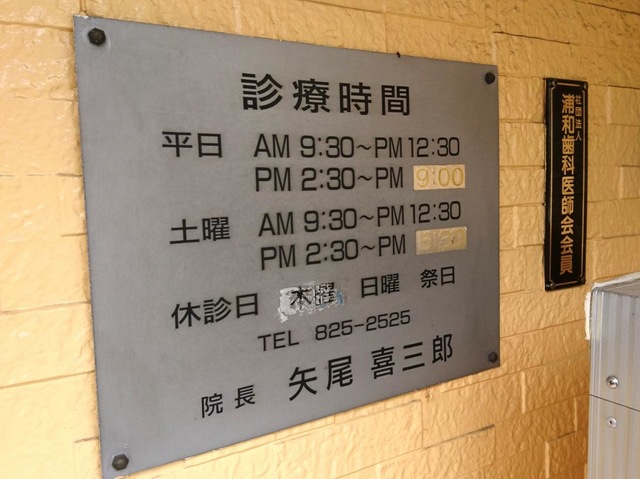 診療時間
平日 AM 9:30～PM 12:30
PM 2:30～PM 9:00
土曜 AM 9:30～PM 12:30
PM 2:30～PM
休診日 木曜 日曜 祭日
TEL 825-2525
院長 矢尾 喜三郎
社団法人
浦和歯科医師会会員